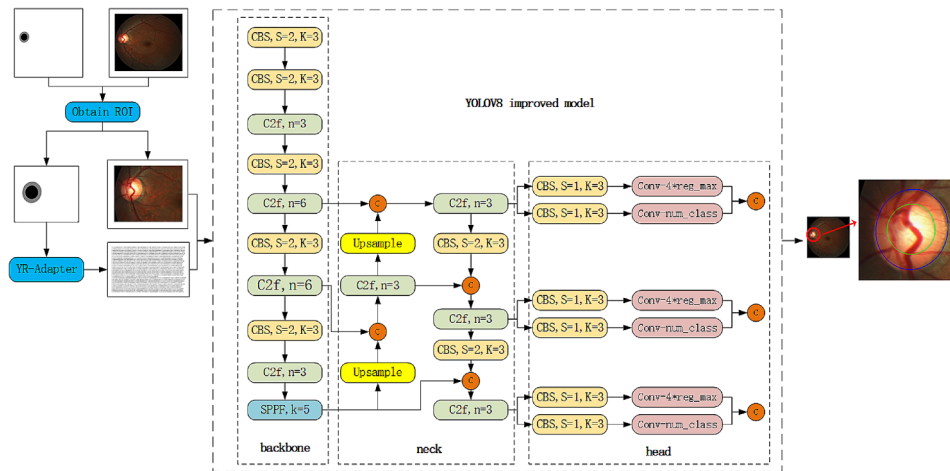 Obtain ROI
YR-Adapter
YOLOV8 improved model
CBS, S=2, K=3
CBS, S=2, K=3
C2f, n=3
CBS, S=2, K=3
C2f, n=6
CBS, S=2, K=3
C2f, n=6
CBS, S=2, K=3
C2f, n=3
SPPF, k=5
backbone
C
Upsample
C2f, n=3
C
Upsample
C2f, n=3
CBS, S=2, K=3
C
C2f, n=3
CBS, S=2, K=3
C
C2f, n=3
neck
CBS, S=1, K=3
Conv-4*reg_max
CBS, S=1, K=3
Conv-num_class
C
CBS, S=1, K=3
Conv-4*reg_max
CBS, S=1, K=3
Conv-num_class
C
CBS, S=1, K=3
Conv-4*reg_max
CBS, S=1, K=3
Conv-num_class
C
head